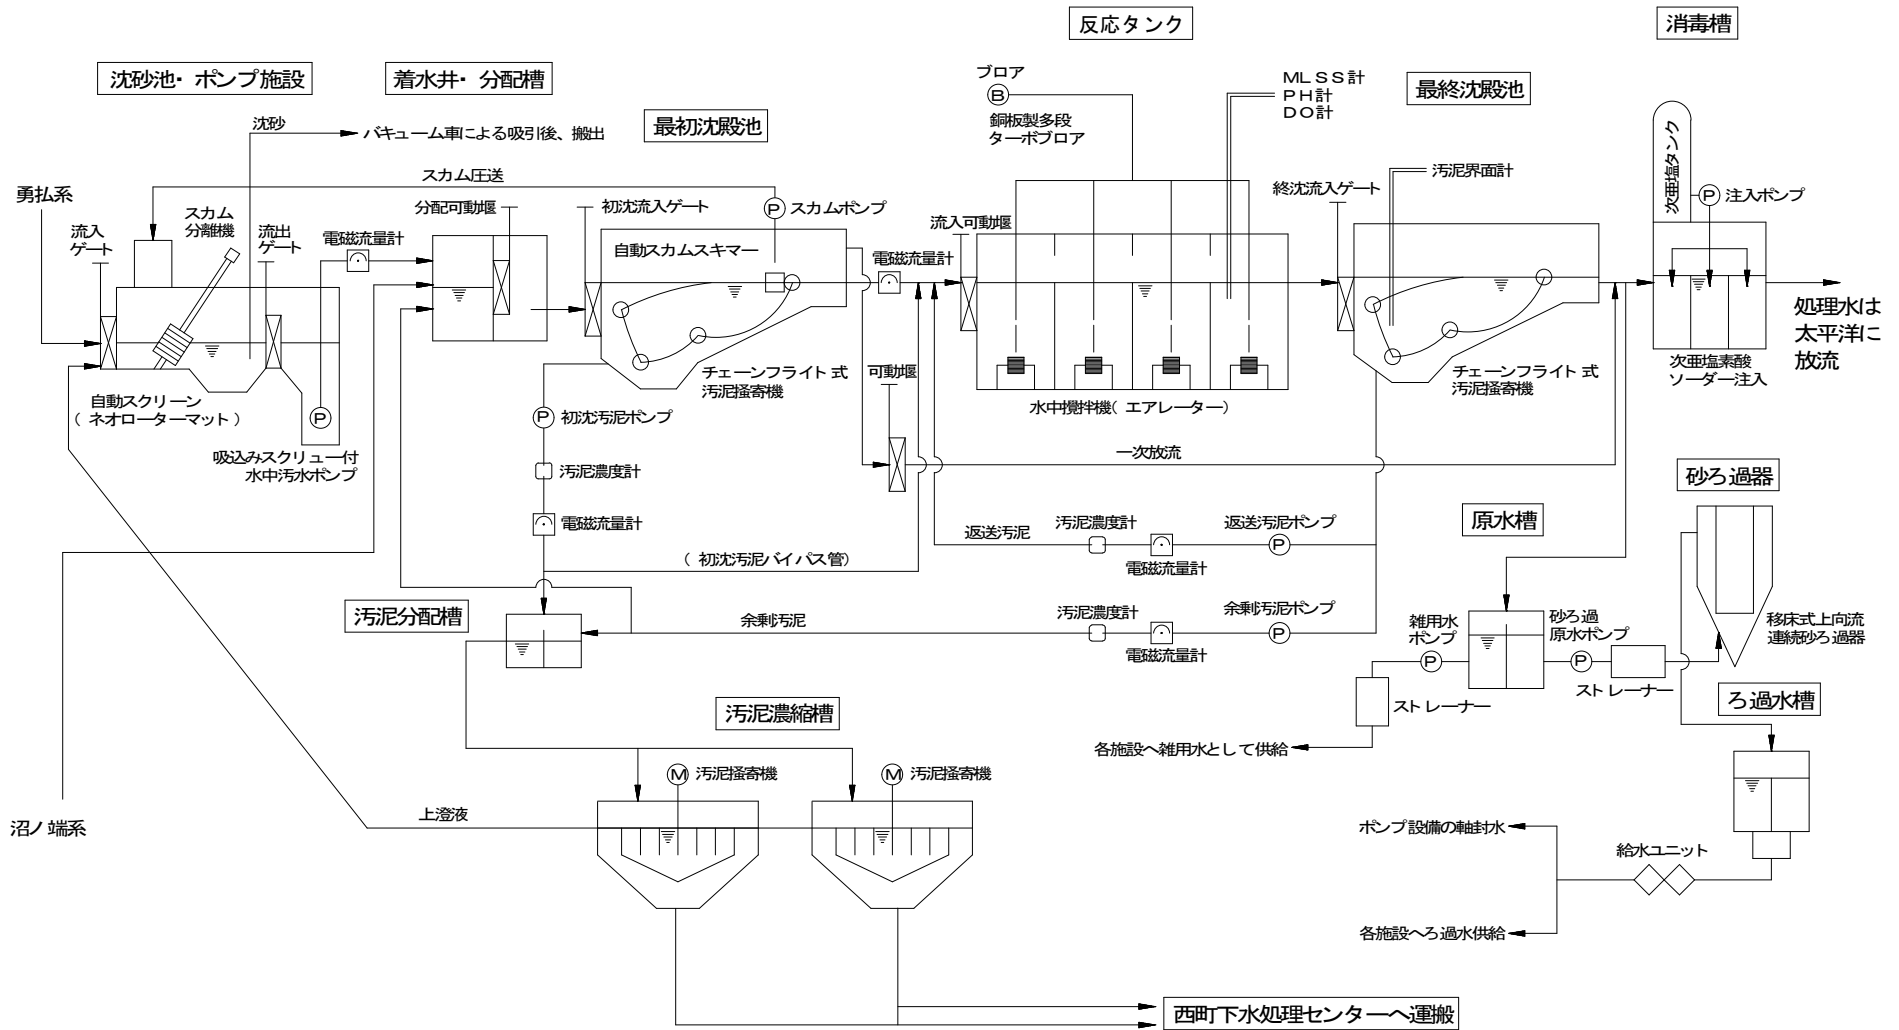 反応タンク
消毒槽
沈砂池・ポンプ施設
着水井・分配槽
最初沈殿池
最終沈殿池
ブロア
B
銅板製多段
ターボブロア
MLSS計
PH計
DO計
沈砂
バキューム車による吸引後、搬出
スカム圧送
勇払系
流入
ゲート
スカム
分離機
流出
ゲート
電磁流量計
分配可動堰
初沈流入ゲート
P
スカムポンプ
自動スカムスキマー
電磁流量計
流入可動堰
終沈流入ゲート
汚泥界面計
次亜塩タンク
P
注入ポンプ
処理水は
太平洋に
放流
次亜塩素酸
ソーダー注入
自動スクリーン
(ネオローターマット)
P
吸込みスクリュー付
水中汚水ポンプ
チェーンフライト式
汚泥掻寄機
可動堰
水中攪拌機(エアレーター)
チェーンフライト式
汚泥掻寄機
P
初沈汚泥ポンプ
汚泥濃度計
電磁流量計
一次放流
(初沈汚泥バイパス管)
返送汚泥
汚泥濃度計
電磁流量計
返送汚泥ポンプ
P
原水槽
砂ろ過器
移床式上向流
連続砂ろ過器
汚泥分配槽
余剰汚泥
汚泥濃度計
電磁流量計
余剰汚泥ポンプ
P
雑用水
ポンプ
P
砂ろ過
原水ポンプ
P
ストレーナー
ストレーナー
各施設へ雑用水として供給
ろ過水槽
汚泥濃縮槽
M
汚泥掻寄機
M
汚泥掻寄機
上澄液
沼ノ端系
ポンプ設備の軸封水
給水ユニット
各施設へろ過水供給
西町下水処理センターへ運搬